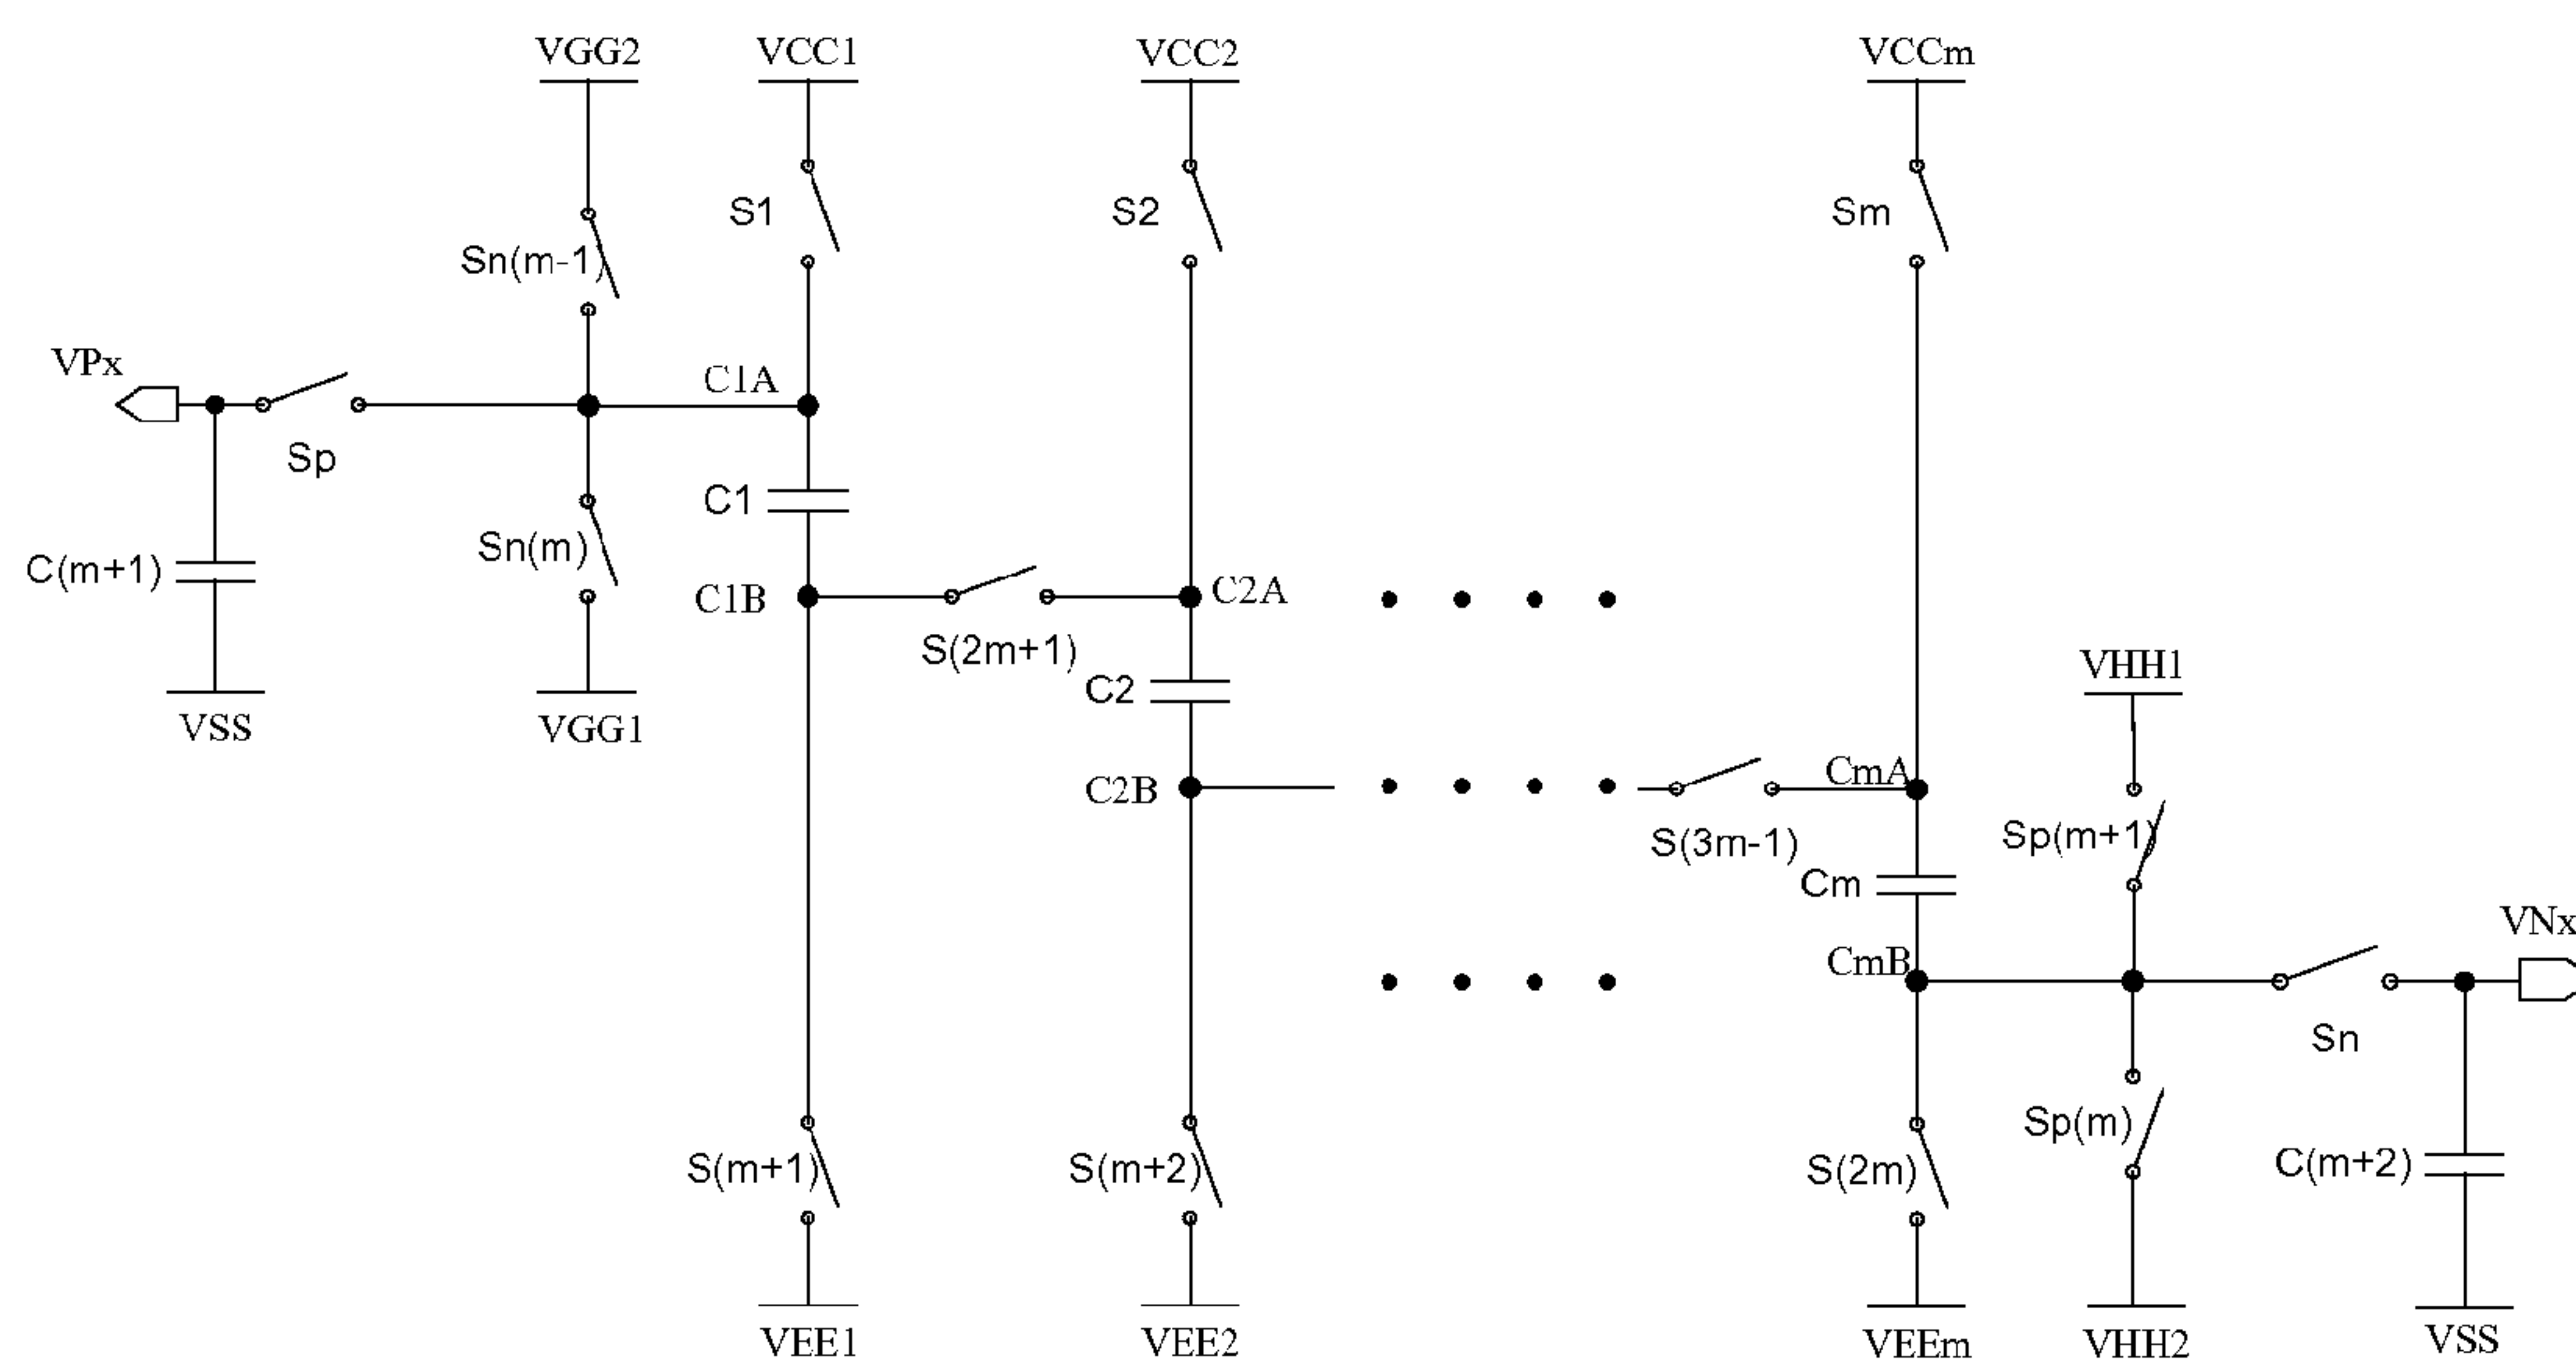 VGG2
VCC1
VCC2
VCCm
S1
S2
Sm
Sn(m-1)
VPx
C1A
Sp
C1
Sn(m)
C(m+1)
C1B
C2A
S(2m+1)
VHH1
C2
VSS
VGG1
C2B
CmA
S(3m-1)
Sp(m+1)
Cm
VNx
CmB
Sn
Sp(m)
S(m+1)
S(m+2)
S(2m)
C(m+2)
VEE1
VEE2
VEEm
VHH2
VSS